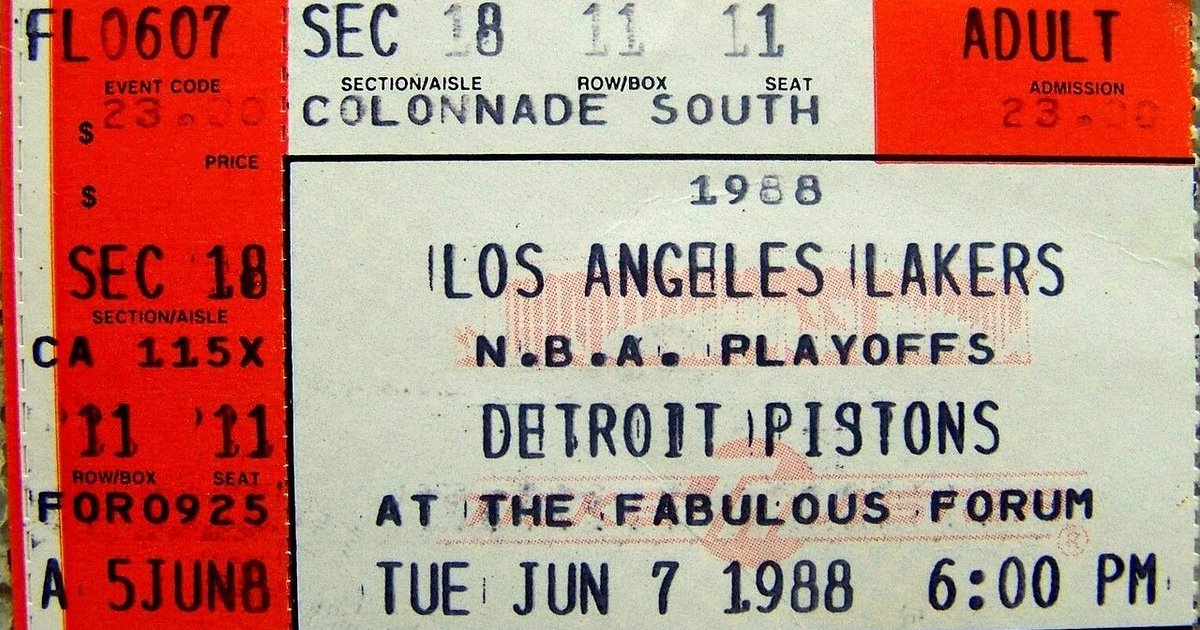 FL0607 SEC 18 11 11 ADULT
EVENT CODE SECTION/AISLE ROW/BOX SEAT ADMISSION
$ 23.00 COLONNADE SOUTH 23.00
PRICE
$
SEC 18
SECTION/AISLE
CA 115X
11 11
ROW/BOX SEAT
FOR0925
A 5JUN8
1988
LOS ANGELES LAKERS
N.B.A. PLAYOFFS
DETROIT PISTONS
AT THE FABULOUS FORUM
TUE JUN 7 1988 6:00 PM